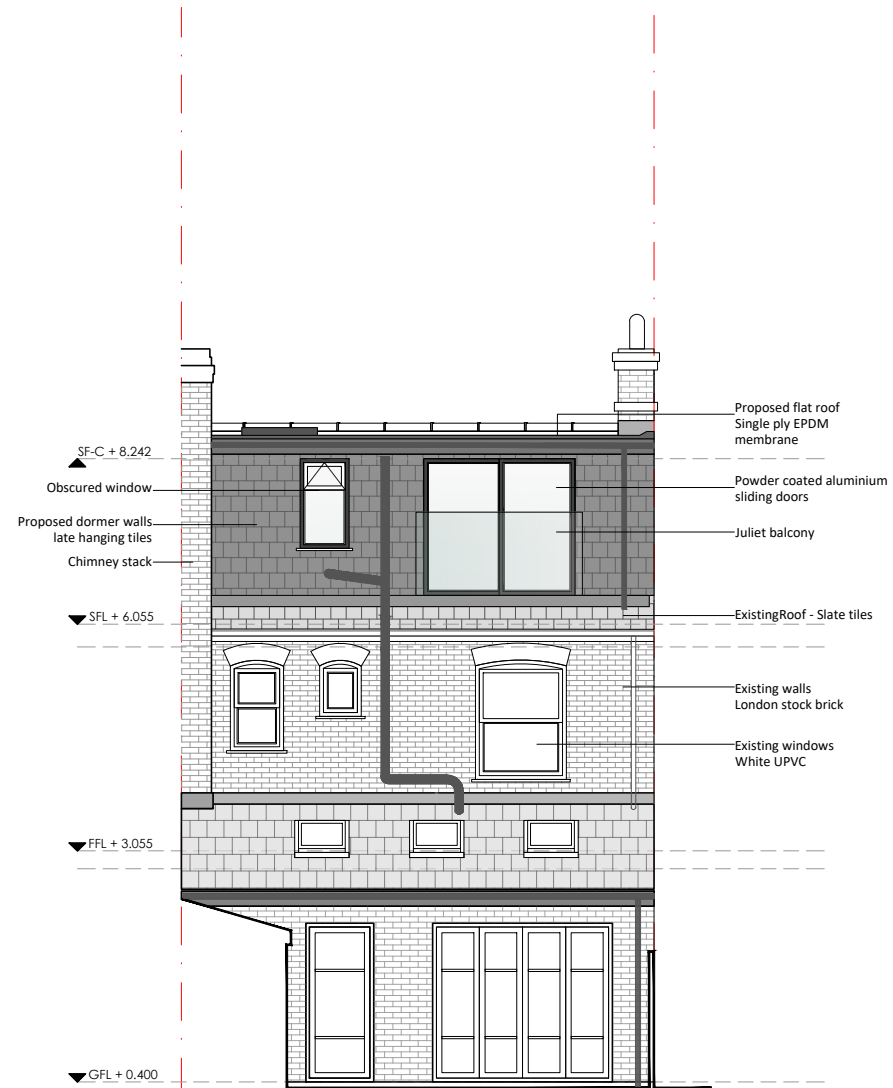 Proposed flat roof
Single ply EPDM
membrane
SF-C + 8.242
Powder coated aluminium
sliding doors
Obscured window
Proposed dormer walls
late hanging tiles
Juliet balcony
Chimney stack
SFL + 6.055
ExistingRoof - Slate tiles
Existing walls
London stock brick
Existing windows
White UPVC
FFL + 3.055
GFL + 0.400